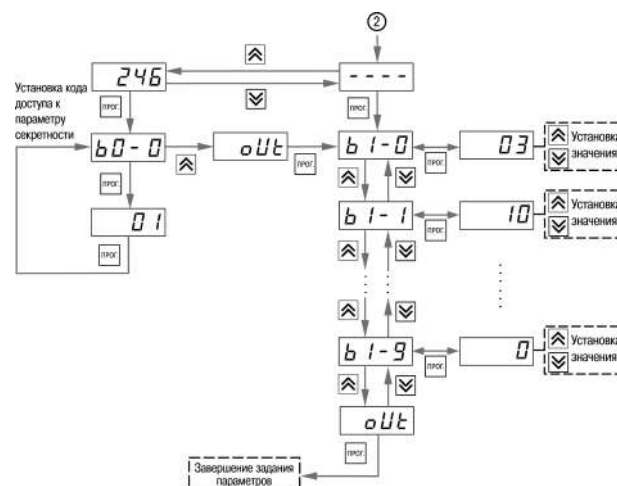 2
246
- - - -
Установка кода
доступа к
параметру
секретности
ПРОГ.
ПРОГ.
b0-0
oUt
b1-0
03
Установка
значения
ПРОГ.
ПРОГ.
ПРОГ.
01
b1-1
10
Установка
значения
ПРОГ.
ПРОГ.
b1-9
0
Установка
значения
ПРОГ.
oUt
ПРОГ.
Завершение задания
параметров